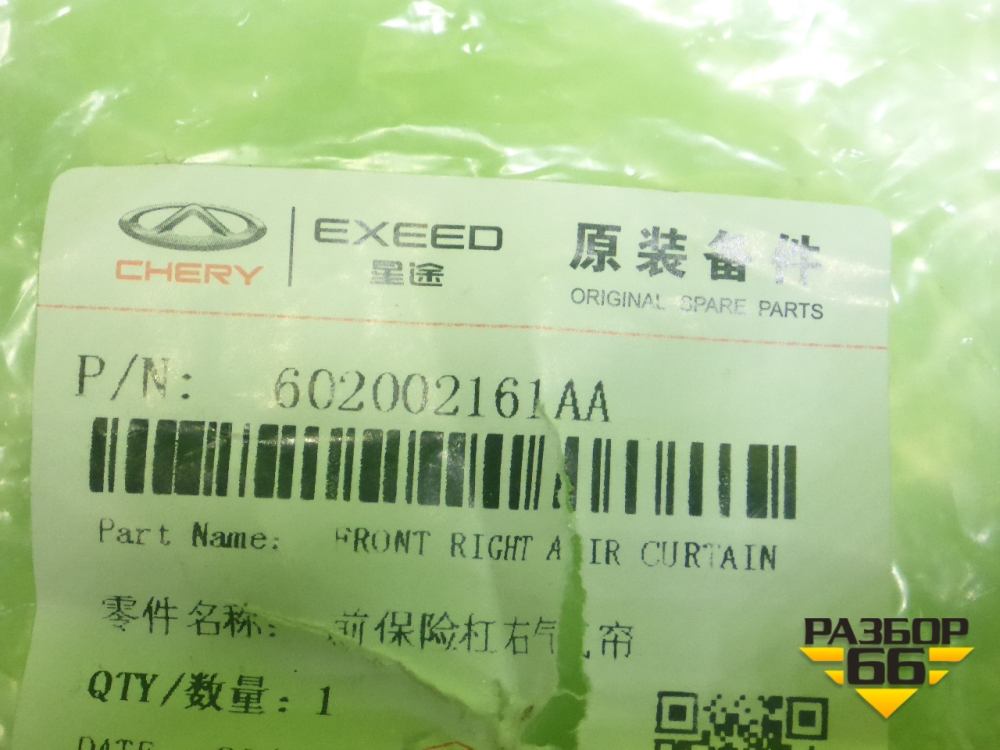 CHERY
EXEED
星途
原装备件
ORIGINAL SPARE PARTS
P/N: 602002161AA
Part Name: FRONT RIGHT AIR CURTAIN
零件名称: 前保险杠右气帘
QTY/数量: 1
DATE
РАЗБОР
66